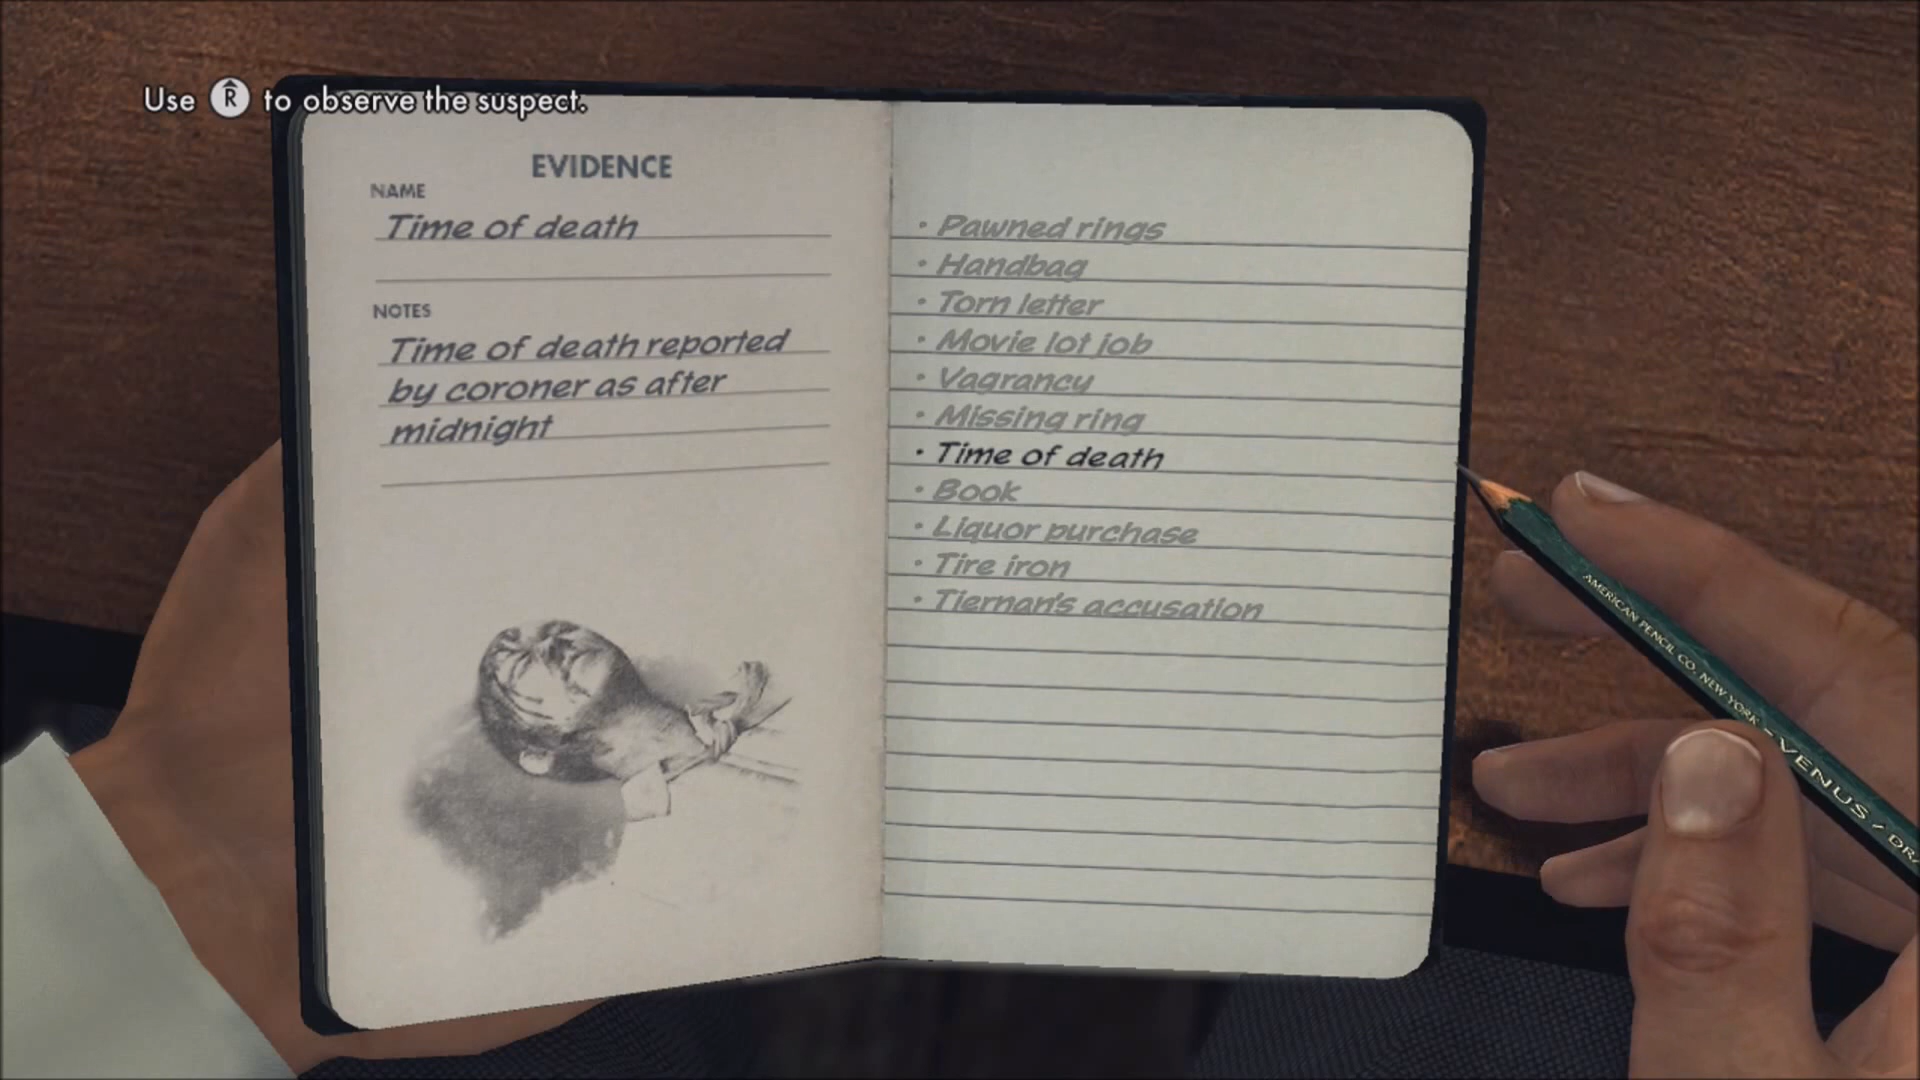 Use R to observe the suspect.
EVIDENCE
NAME
Time of death
NOTES
Time of death reported
by coroner as after
midnight
• Pawned rings
• Handbag
• Torn letter
• Movie lot job
• Vagrancy
• Missing ring
• Time of death
• Book
• Liquor purchase
• Tire iron
• Tiernan's accusation
AMERICAN PENCIL CO. NEW YORK - VENUS / DRA